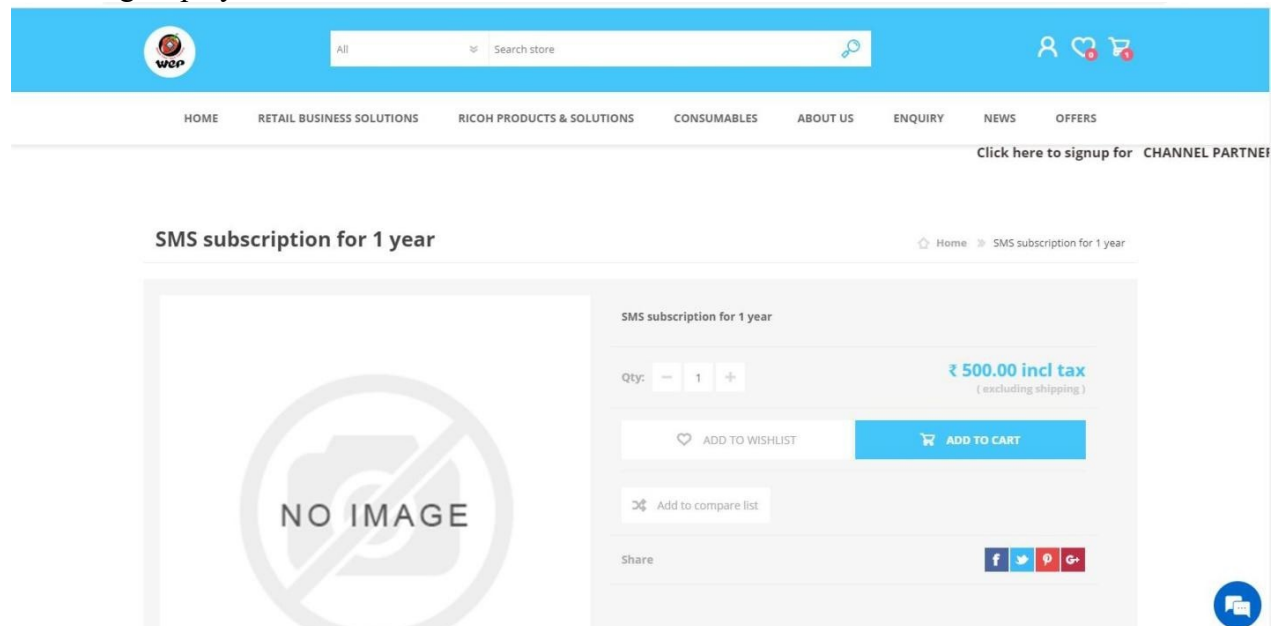 wep
All
Search store
0
1
HOME RETAIL BUSINESS SOLUTIONS RICOH PRODUCTS & SOLUTIONS CONSUMABLES ABOUT US ENQUIRY NEWS OFFERS
Click here to signup for CHANNEL PARTNER
SMS subscription for 1 year
Home » SMS subscription for 1 year
SMS subscription for 1 year
Qty: − 1 +
₹ 500.00 incl tax
( excluding shipping )
ADD TO WISHLIST
ADD TO CART
NO IMAGE
Add to compare list
Share
f G+